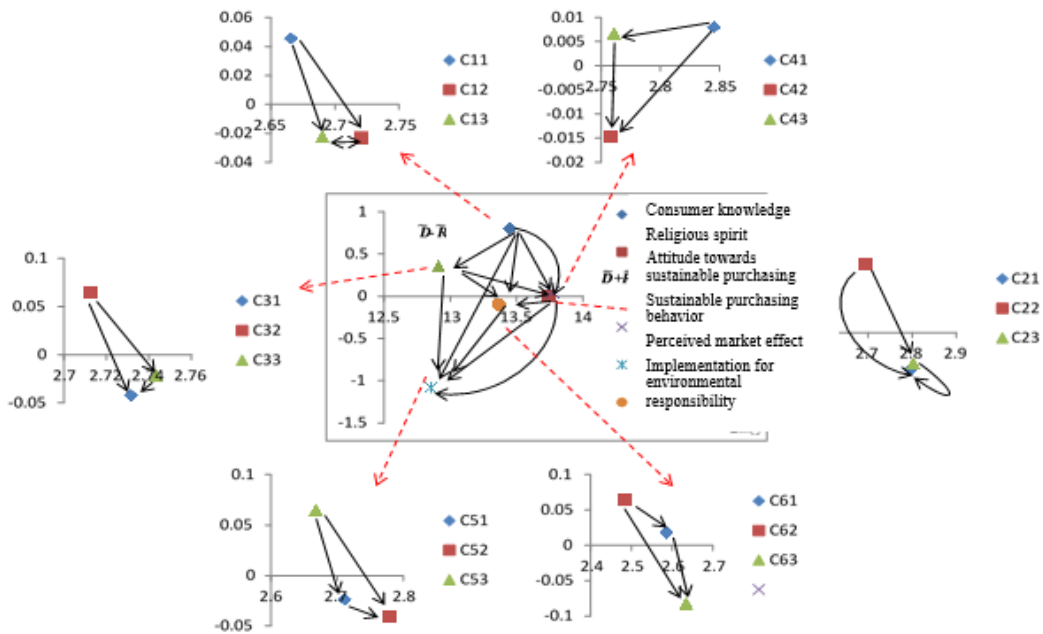 0.06
0.04
0.02
0
-0.02
-0.04
2.65
2.7
2.75
C11
C12
C13
0.01
0.005
0
-0.005
-0.01
-0.015
-0.02
2.75
2.8
2.85
C41
C42
C43
1
0.5
0
-0.5
-1
-1.5
12.5
13
13.5
14
D̃-R̃
Consumer knowledge
Religious spirit
Attitude towards
sustainable purchasing
Sustainable purchasing
behavior
Perceived market effect
Implementation for
environmental
responsibility
0.1
0.05
0
-0.05
2.7
2.72
2.74
2.76
C31
C32
C33
2.7
2.8
2.9
C21
C22
C23
0.1
0.05
0
-0.05
2.6
2.7
2.8
C51
C52
C53
0.1
0.05
0
-0.05
-0.1
2.4
2.5
2.6
2.7
C61
C62
C63